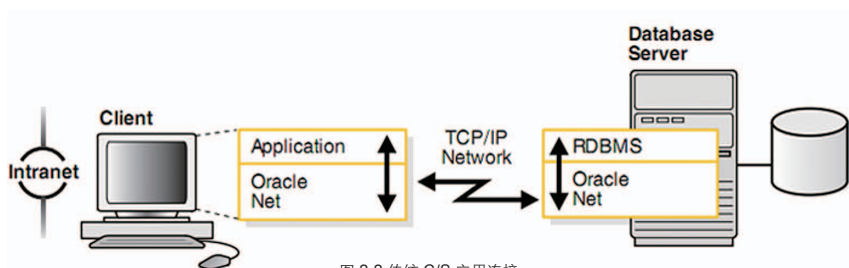 Database
Server
Client
Intranet
Application
Oracle
Net
TCP/IP
Network
RDBMS
Oracle
Net